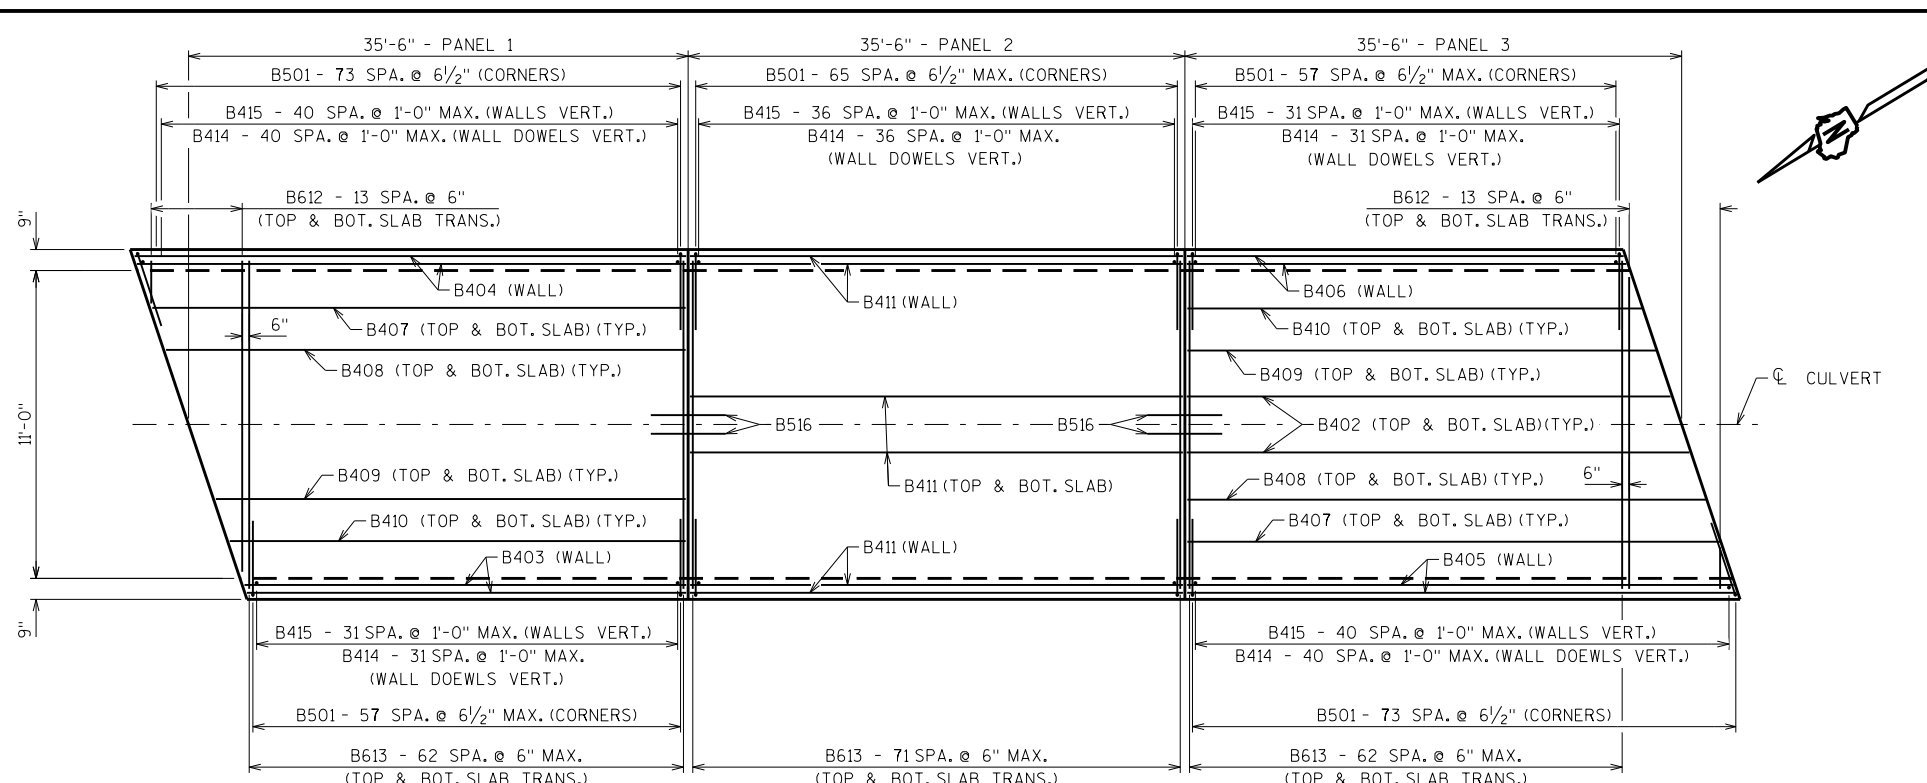 35'-6" - PANEL 1
35'-6" - PANEL 2
35'-6" - PANEL 3
B501 - 73 SPA. @ 6 1/2" (CORNERS)
B501 - 65 SPA. @ 6 1/2" MAX. (CORNERS)
B501 - 57 SPA. @ 6 1/2" MAX. (CORNERS)
B415 - 40 SPA. @ 1'-0" MAX. (WALLS VERT.)
B415 - 36 SPA. @ 1'-0" MAX. (WALLS VERT.)
B415 - 31 SPA. @ 1'-0" MAX. (WALLS VERT.)
B414 - 40 SPA. @ 1'-0" MAX. (WALL DOWELS VERT.)
B414 - 36 SPA. @ 1'-0" MAX.
(WALL DOWELS VERT.)
B414 - 31 SPA. @ 1'-0" MAX.
(WALL DOWELS VERT.)
N
B612 - 13 SPA. @ 6"
(TOP & BOT. SLAB TRANS.)
B612 - 13 SPA. @ 6"
(TOP & BOT. SLAB TRANS.)
9"
B404 (WALL)
B411 (WALL)
B406 (WALL)
6"
B407 (TOP & BOT. SLAB) (TYP.)
B410 (TOP & BOT. SLAB) (TYP.)
B408 (TOP & BOT. SLAB) (TYP.)
B409 (TOP & BOT. SLAB) (TYP.)
℄ CULVERT
11'-0"
B516
B516
B402 (TOP & BOT. SLAB)(TYP.)
B409 (TOP & BOT. SLAB) (TYP.)
B411 (TOP & BOT. SLAB)
B408 (TOP & BOT. SLAB) (TYP.)
6"
B410 (TOP & BOT. SLAB) (TYP.)
B407 (TOP & BOT. SLAB) (TYP.)
B403 (WALL)
B411 (WALL)
B405 (WALL)
9"
B415 - 31 SPA. @ 1'-0" MAX. (WALLS VERT.)
B415 - 40 SPA. @ 1'-0" MAX. (WALLS VERT.)
B414 - 31 SPA. @ 1'-0" MAX.
(WALL DOEWLS VERT.)
B414 - 40 SPA. @ 1'-0" MAX. (WALL DOEWLS VERT.)
B501 - 57 SPA. @ 6 1/2" MAX. (CORNERS)
B501 - 73 SPA. @ 6 1/2" (CORNERS)
B613 - 62 SPA. @ 6" MAX.
(TOP & BOT. SLAB TRANS.)
B613 - 71 SPA. @ 6" MAX.
(TOP & BOT. SLAB TRANS.)
B613 - 62 SPA. @ 6" MAX.
(TOP & BOT. SLAB TRANS.)